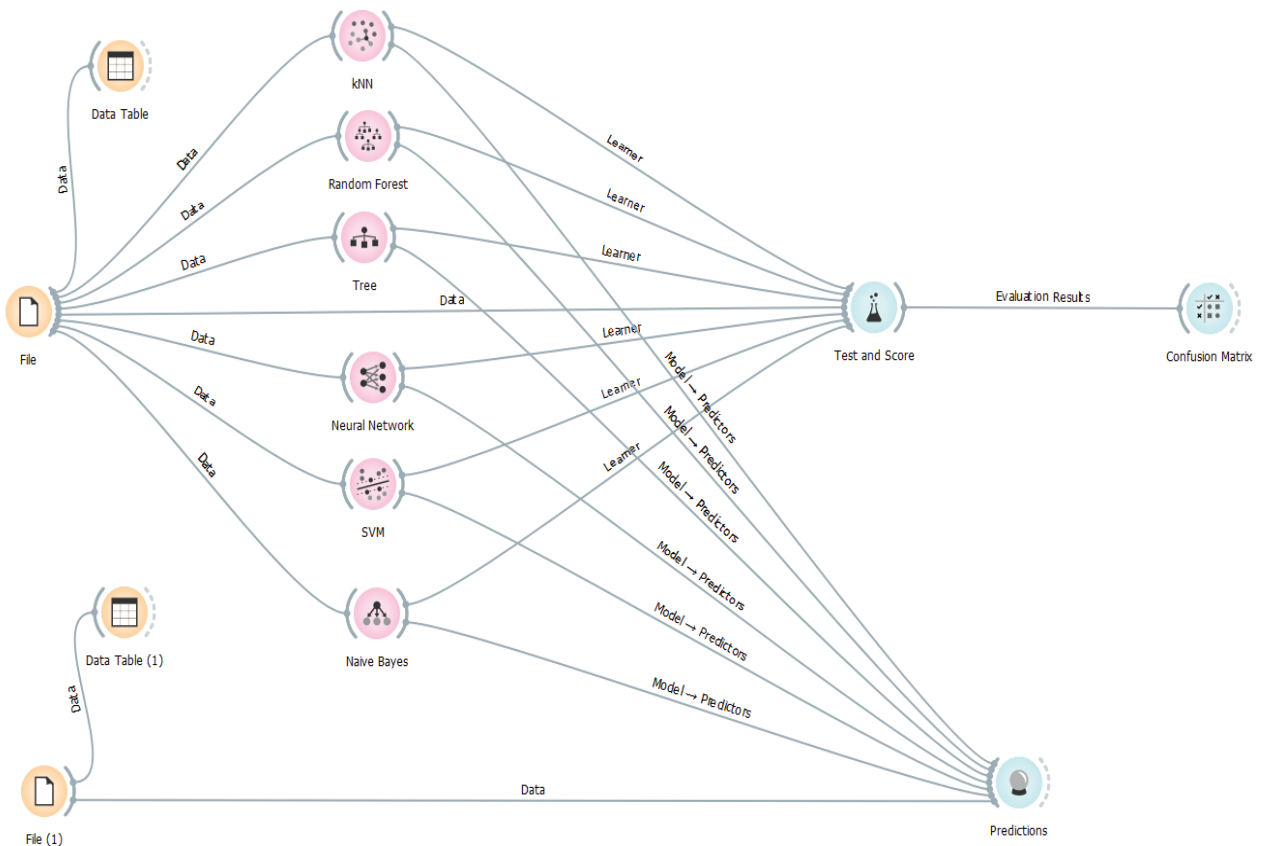 kNN
Data Table
Learner
Data
Data
Random Forest
Learner
Data
Learner
Data
Tree
Data
Evaluation Results
File
Data
Learner
Test and Score
Confusion Matrix
Model → Predictors
Data
Learner
Neural Network
Model → Predictors
Data
Learner
Model → Predictors
SVM
Model → Predictors
Model → Predictors
Data Table (1)
Naive Bayes
Data
Model → Predictors
Data
Predictions
File (1)